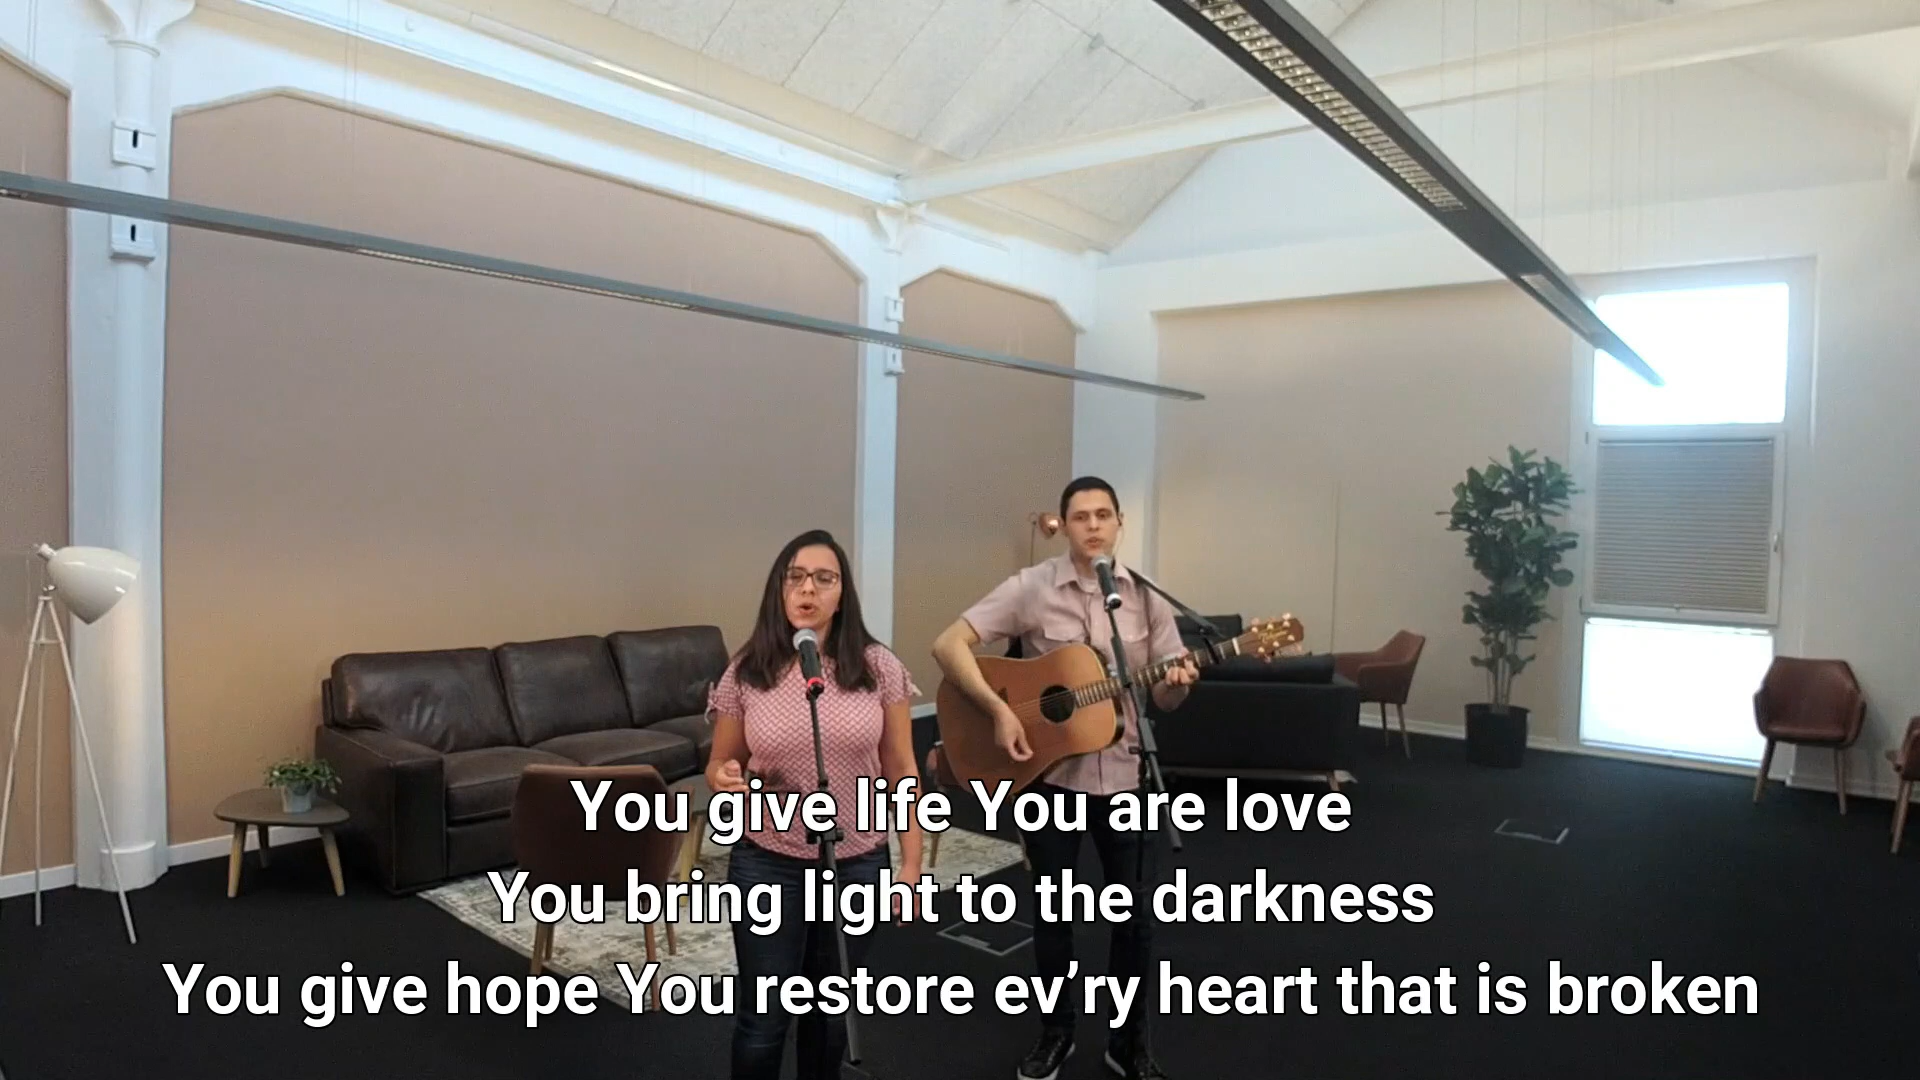 You give life You are love
You bring light to the darkness
You give hope You restore ev’ry heart that is broken